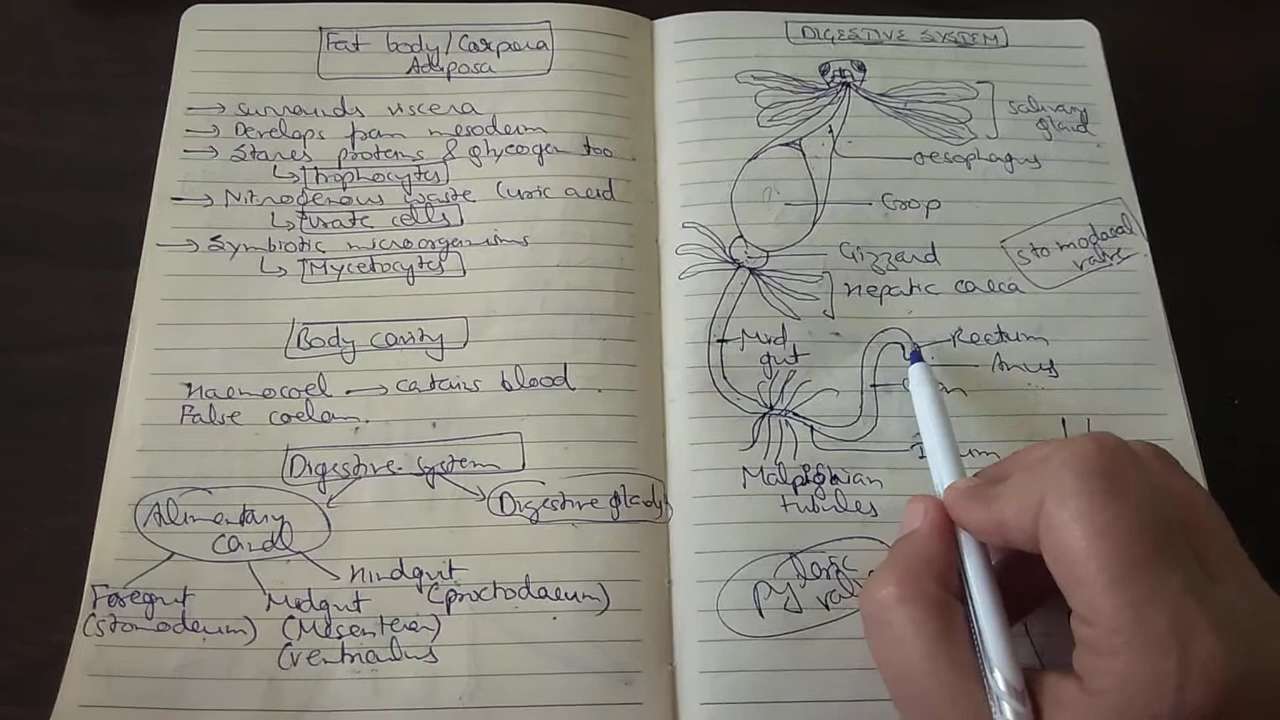 Fat body/Corpora
Adiposa
→ surrounds viscera
→ Develops from mesoderm
→ Stores proteins & glycogen too.
↳ Trophocytes
→ Nitrogenous waste (uric acid
↳ urate cells
→ Symbiotic microorganisms
↳ Mycetocytes
Body cavity
Haemocoel → contains blood
False coelom.
Digestive system
Alimentary
canal
Digestive glands
Foregut
(stomodeum)
Midgut
(Mesenteron)
(ventriculus
Hindgut
(proctodaeum)
DIGESTIVE SYSTEM
salivary
gland
oesophagus
Crop
Gizzard
stomodaeal
valve
Hepatic caeca
Mid
gut
Rectum
Anus
Malpighian
tubules